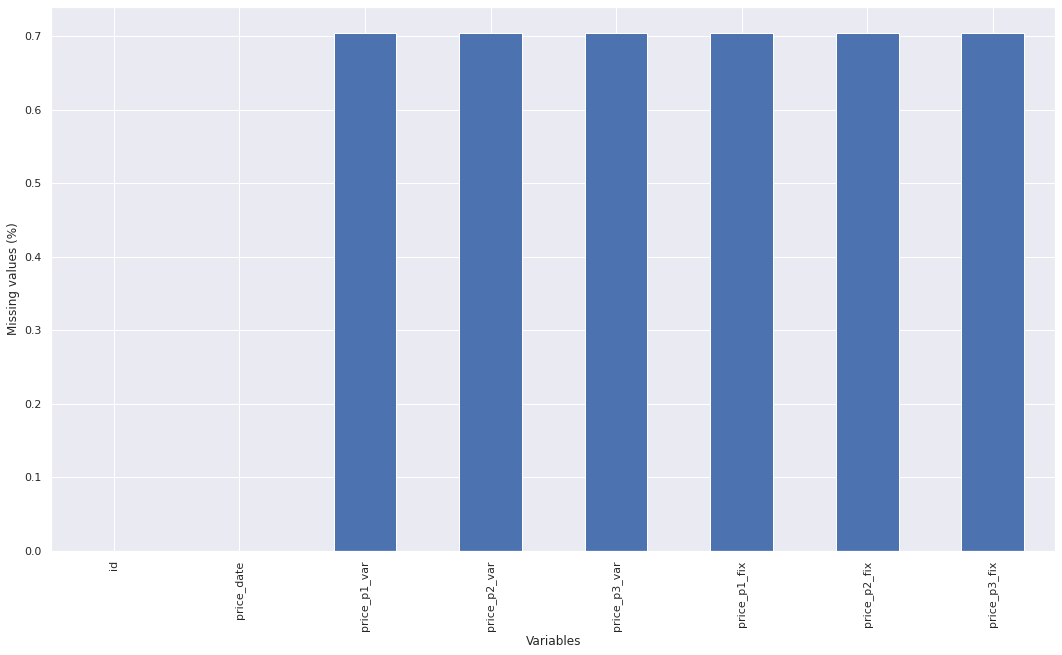 0.7
0.6
0.5
0.4
0.3
0.2
0.1
0.0
Missing values (%)
id
price_date
price_p1_var
price_p2_var
price_p3_var
price_p1_fix
price_p2_fix
price_p3_fix
Variables